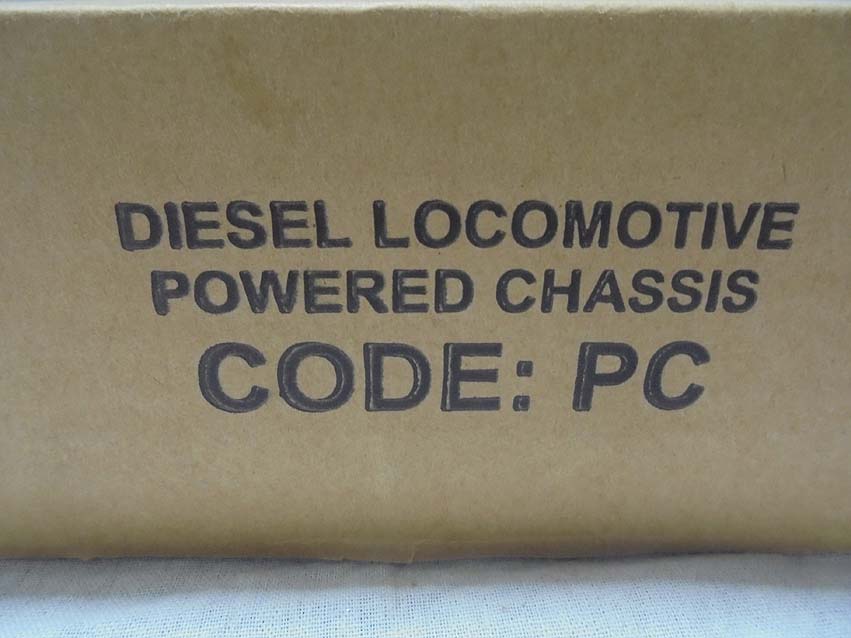 DIESEL LOCOMOTIVE
POWERED CHASSIS
CODE: PC